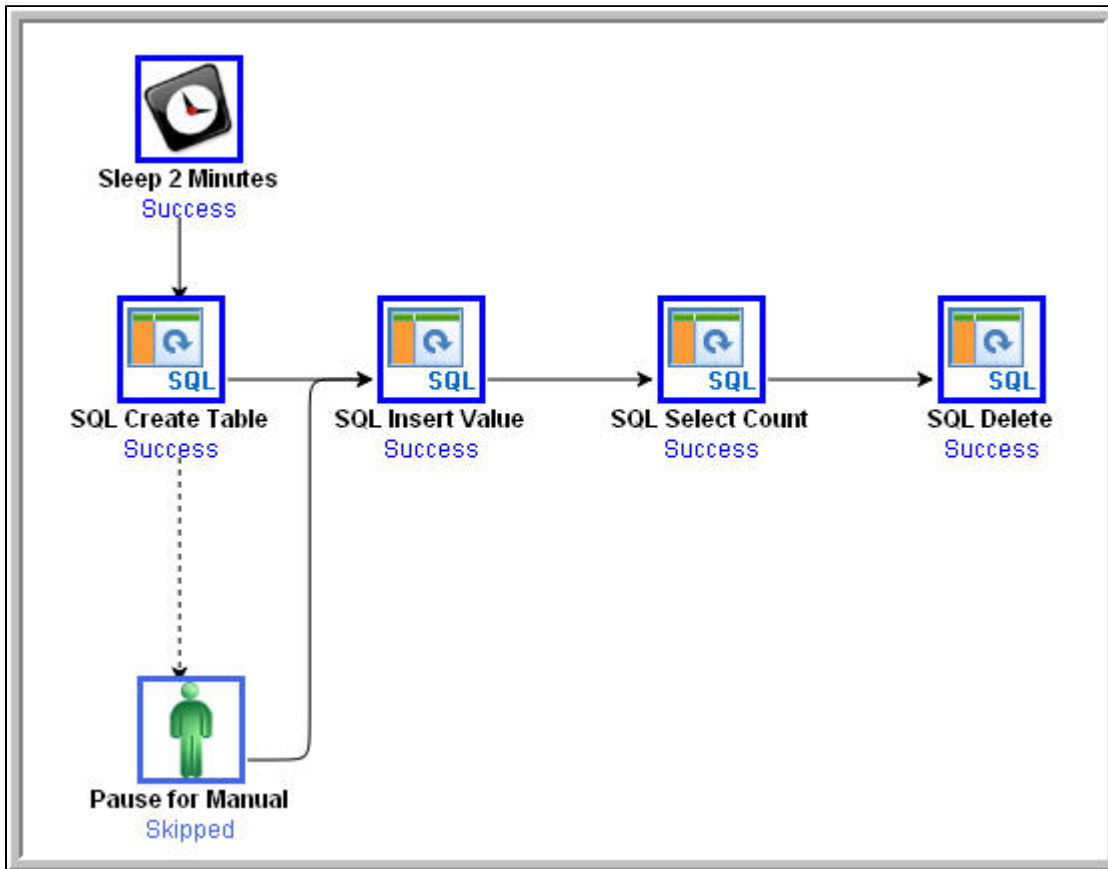 Sleep 2 Minutes
Success
SQL
SQL
SQL
SQL
SQL Create Table
SQL Insert Value
SQL Select Count
SQL Delete
Success
Success
Success
Success
Pause for Manual
Skipped